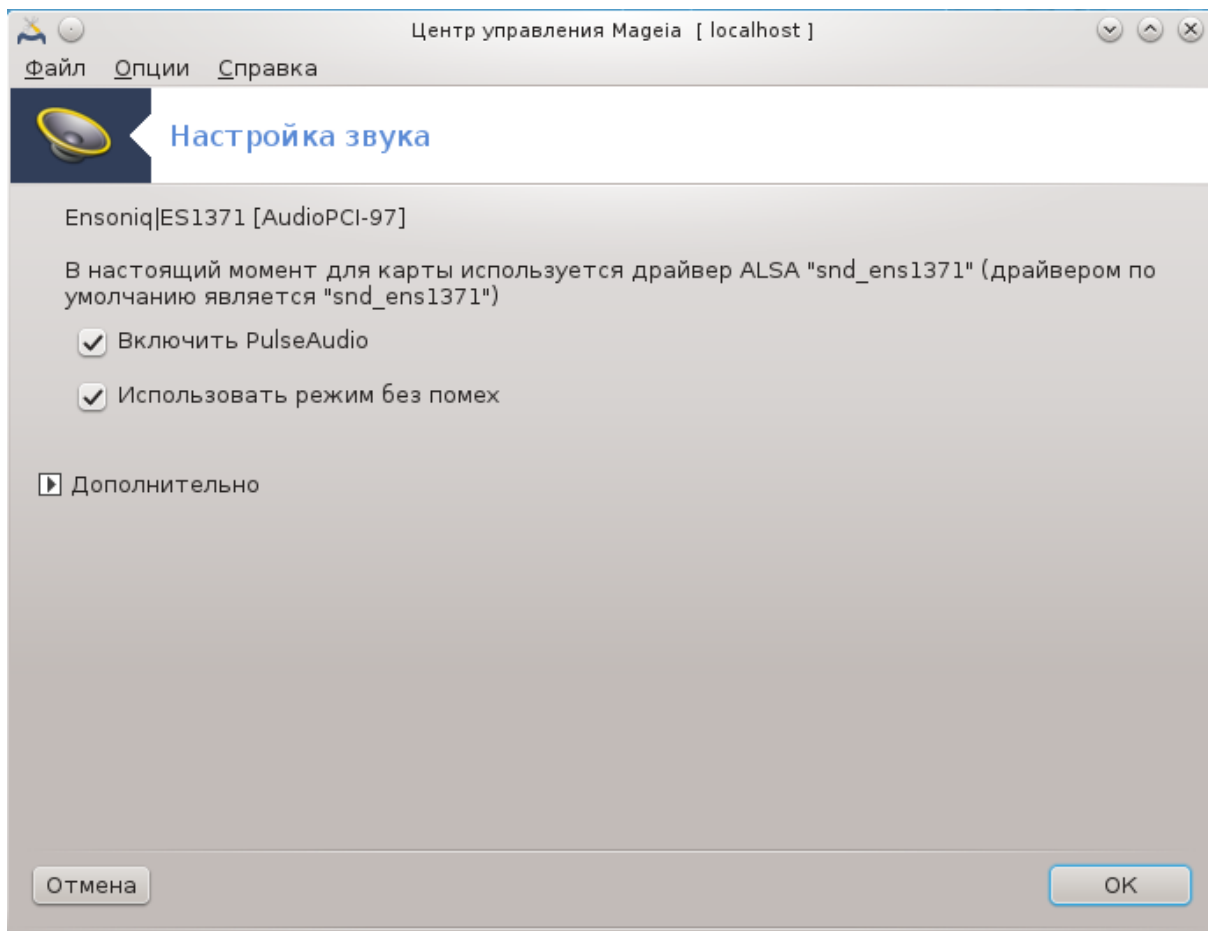 Центр управления Mageia [ localhost ]
Файл Опции Справка
Настройка звука
Ensoniq|ES1371 [AudioPCI-97]
В настоящий момент для карты используется драйвер ALSA "snd_ens1371" (драйвером по
умолчанию является "snd_ens1371")
Включить PulseAudio
Использовать режим без помех
Дополнительно
Отмена OK